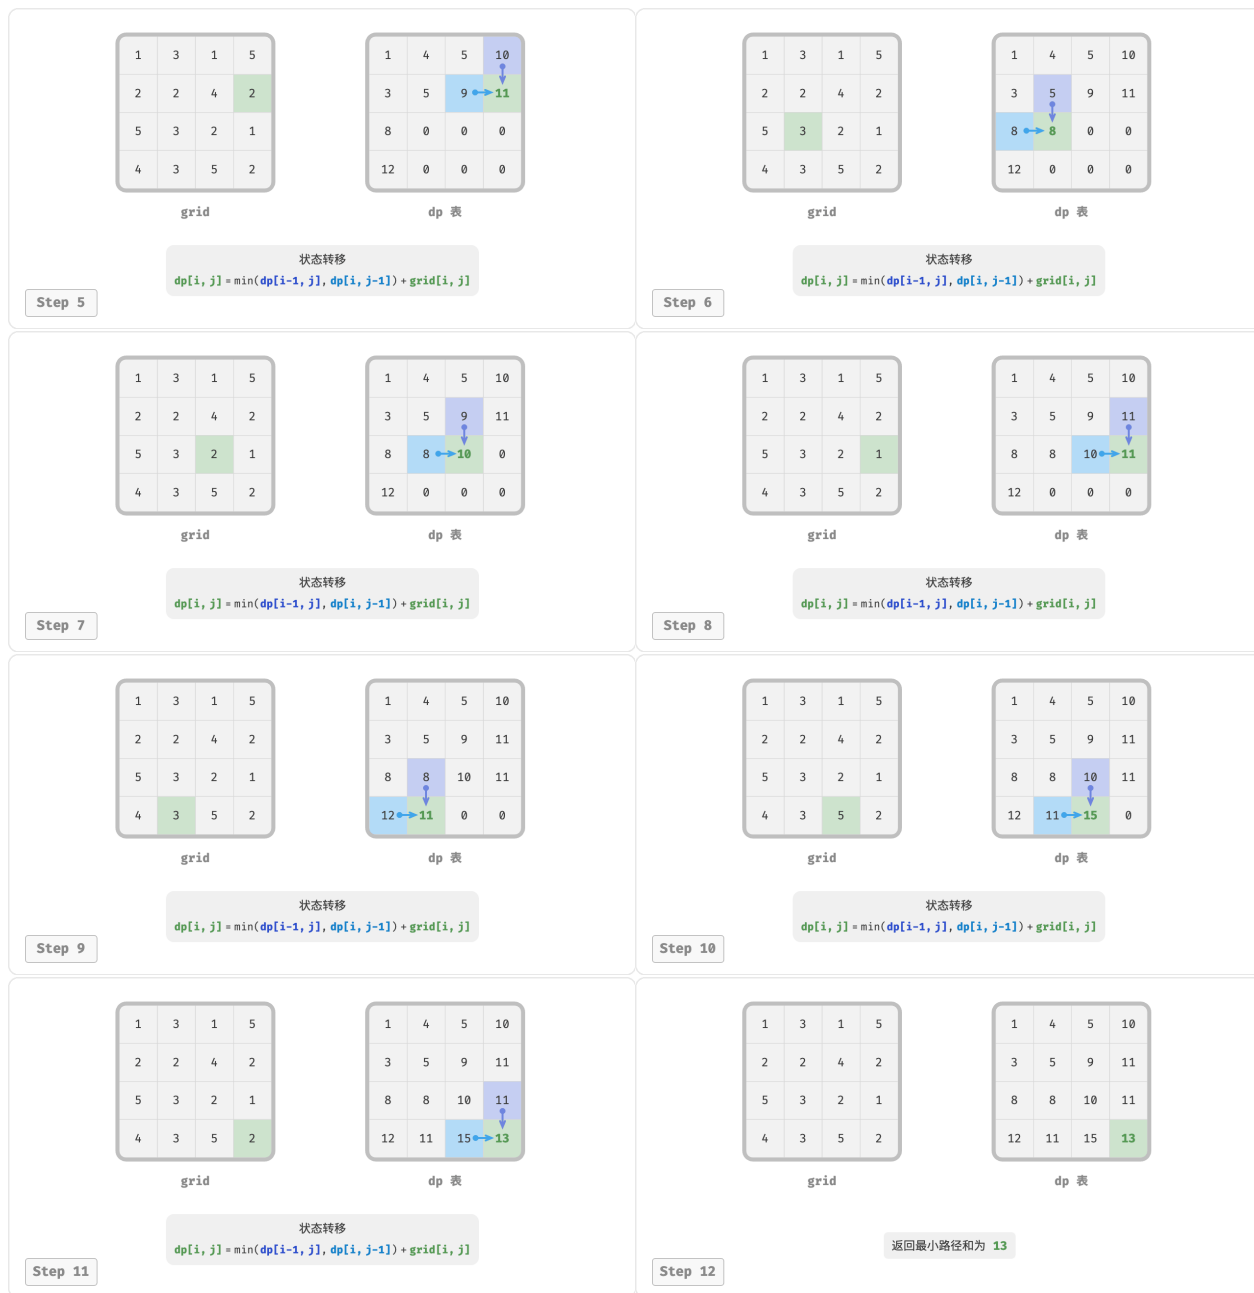 1 3 1 5
2 2 4 2
5 3 2 1
4 3 5 2
grid
1 4 5 10
3 5 9 11
8 0 0 0
12 0 0 0
dp 表
状态转移
dp[i, j] = min(dp[i-1, j], dp[i, j-1]) + grid[i, j]
Step 5
1 3 1 5
2 2 4 2
5 3 2 1
4 3 5 2
grid
1 4 5 10
3 5 9 11
8 8 0 0
12 0 0 0
dp 表
状态转移
dp[i, j] = min(dp[i-1, j], dp[i, j-1]) + grid[i, j]
Step 6
1 3 1 5
2 2 4 2
5 3 2 1
4 3 5 2
grid
1 4 5 10
3 5 9 11
8 8 10 0
12 0 0 0
dp 表
状态转移
dp[i, j] = min(dp[i-1, j], dp[i, j-1]) + grid[i, j]
Step 7
1 3 1 5
2 2 4 2
5 3 2 1
4 3 5 2
grid
1 4 5 10
3 5 9 11
8 8 10 11
12 0 0 0
dp 表
状态转移
dp[i, j] = min(dp[i-1, j], dp[i, j-1]) + grid[i, j]
Step 8
1 3 1 5
2 2 4 2
5 3 2 1
4 3 5 2
grid
1 4 5 10
3 5 9 11
8 8 10 11
12 11 0 0
dp 表
状态转移
dp[i, j] = min(dp[i-1, j], dp[i, j-1]) + grid[i, j]
Step 9
1 3 1 5
2 2 4 2
5 3 2 1
4 3 5 2
grid
1 4 5 10
3 5 9 11
8 8 10 11
12 11 15 0
dp 表
状态转移
dp[i, j] = min(dp[i-1, j], dp[i, j-1]) + grid[i, j]
Step 10
1 3 1 5
2 2 4 2
5 3 2 1
4 3 5 2
grid
1 4 5 10
3 5 9 11
8 8 10 11
12 11 15 13
dp 表
状态转移
dp[i, j] = min(dp[i-1, j], dp[i, j-1]) + grid[i, j]
Step 11
1 3 1 5
2 2 4 2
5 3 2 1
4 3 5 2
grid
1 4 5 10
3 5 9 11
8 8 10 11
12 11 15 13
dp 表
返回最小路径和为 13
Step 12